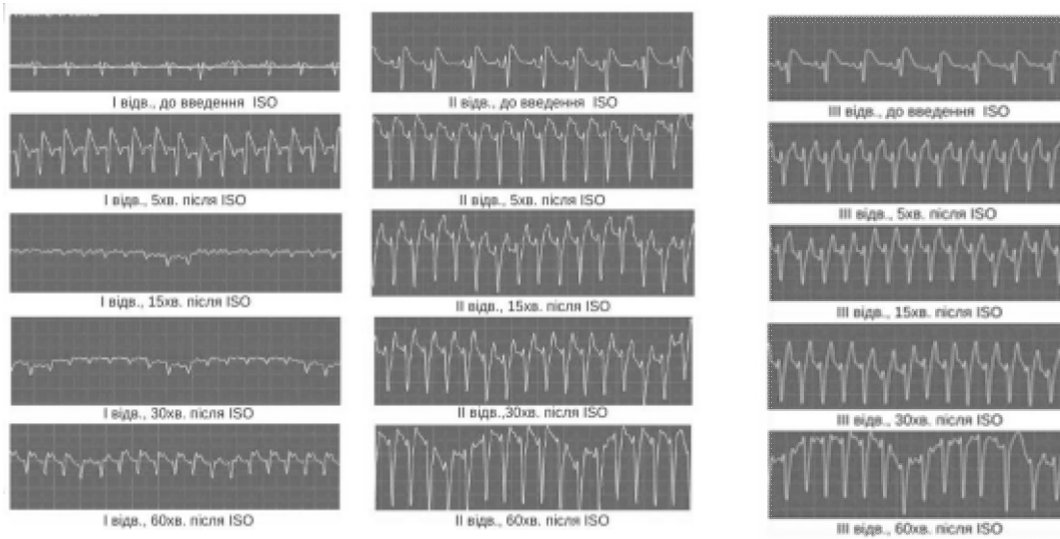 I відв., до введення ISO
II відв., до введення ISO
III відв., до введення ISO
I відв., 5хв. після ISO
II відв., 5хв. після ISO
III відв., 5хв. після ISO
I відв., 15хв. після ISO
II відв., 15хв. після ISO
III відв., 15хв. після ISO
I відв., 30хв. після ISO
II відв.,30хв. після ISO
III відв., 30хв. після ISO
I відв., 60хв. після ISO
II відв., 60хв. після ISO
III відв., 60хв. після ISO